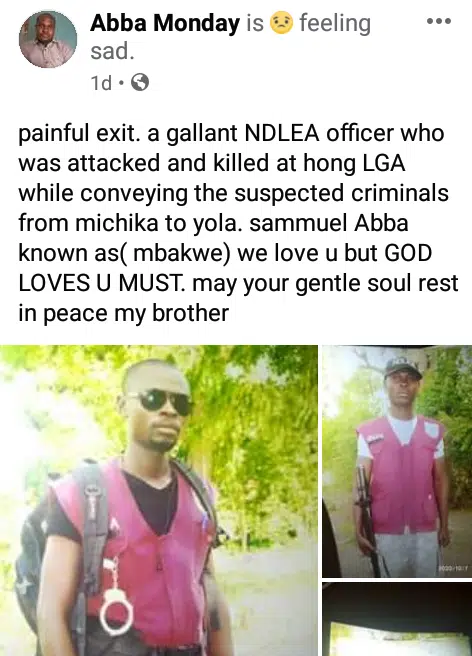 Abba Monday is 😟 feeling
sad.
1d
painful exit. a gallant NDLEA officer who
was attacked and killed at hong LGA
while conveying the suspected criminals
from michika to yola. sammuel Abba
known as( mbakwe) we love u but GOD
LOVES U MUST. may your gentle soul rest
in peace my brother